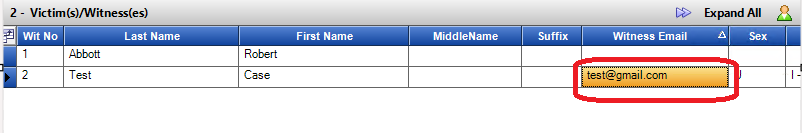 2 - Victim(s)/Witness(es) Expand All
Wit No Last Name First Name MiddleName Suffix Witness Email Sex
1 Abbott Robert
2 Test Case test@gmail.com